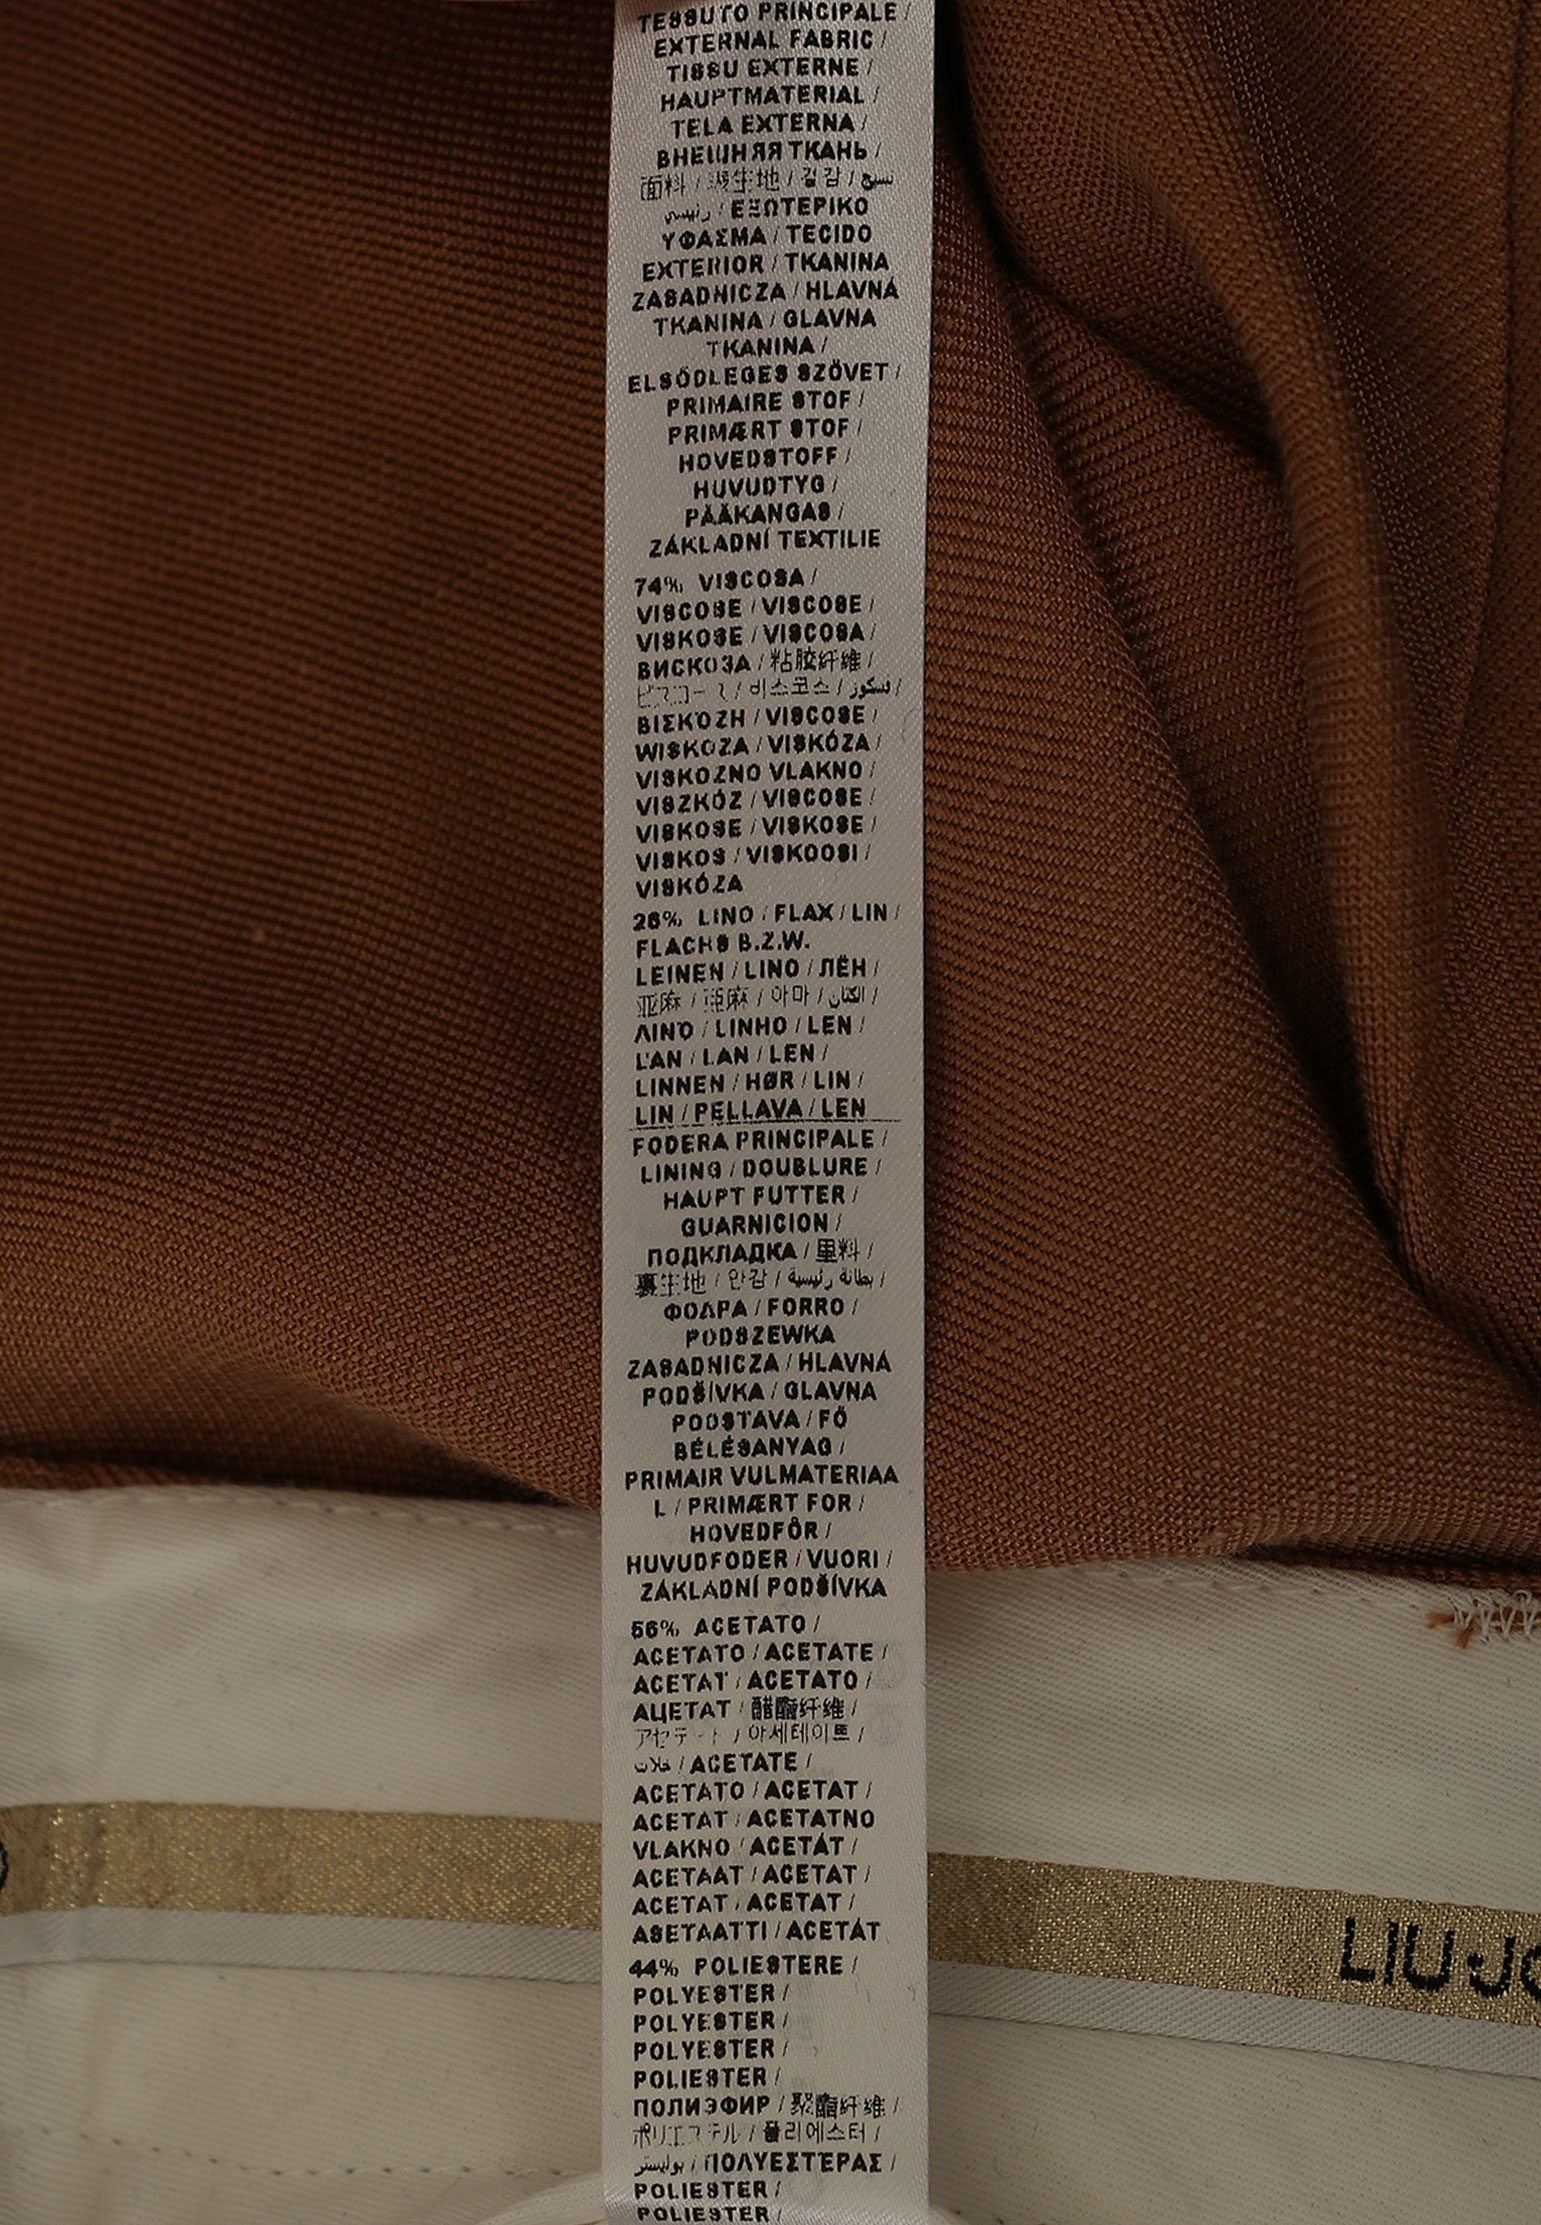 TESSUTO PRINCIPALE /
EXTERNAL FABRIC /
TISSU EXTERNE /
HAUPTMATERIAL /
TELA EXTERNA /
ВНЕШНЯЯ ТКАНЬ /
面料 / 表生地 / 겉감 / نسيج
رئيسي / ΕΞΩΤΕΡΙΚΟ
ΥΦΑΣΜΑ / TECIDO
EXTERIOR / TKANINA
ZASADNICZA / HLAVNÁ
TKANINA / GLAVNA
TKANINA /
ELSŐDLEGES SZÖVET /
PRIMAIRE STOF /
PRIMÆRT STOF /
HOVEDSTOFF /
HUVUDTYG /
PÄÄKANGAS /
ZÁKLADNÍ TEXTILIE
74% VISCOSA /
VISCOSE / VISCOSE /
VISKOSE / VISCOSA /
ВИСКОЗА / 粘胶纤维 /
ビスコース / 비스코스 / فسكوز /
ΒΙΣΚΌΖΗ / VISCOSE /
WISKOZA / VISKÓZA /
VISKOZNO VLAKNO /
VISZKÓZ / VISCOSE /
VISKOSE / VISKOSE /
VISKOS / VISKOOSI /
VISKÓZA
26% LINO / FLAX / LIN /
FLACHS B.Z.W.
LEINEN / LINO / ЛЁН /
亚麻 / 亜麻 / 아마 / الكتان /
ΛΙΝΌ / LINHO / LEN /
ĽAN / LAN / LEN /
LINNEN / HØR / LIN /
LIN / PELLAVA / LEN
FODERA PRINCIPALE /
LINING / DOUBLURE /
HAUPT FUTTER /
GUARNICION /
ПОДКЛАДКА / 里料 /
裏生地 / 안감 / بطانة رئيسية /
ΦΟΔΡΑ / FORRO /
PODSZEWKA
ZASADNICZA / HLAVNÁ
PODŠÍVKA / GLAVNA
PODSTAVA / FŐ
BÉLÉSANYAG /
PRIMAIR VULMATERIAA
L / PRIMÆRT FOR /
HOVEDFÔR /
HUVUDFODER / VUORI /
ZÁKLADNÍ PODŠÍVKA
56% ACETATO /
ACETATO / ACETATE /
ACETAT / ACETATO /
АЦЕТАТ / 醋酯纤维 /
アセテート / 아세테이트 /
خلات / ACETATE /
ACETATO / ACETAT /
ACETAT / ACETATNO
VLAKNO / ACETÁT /
ACETAAT / ACETAT /
ACETAT / ACETAT /
ASETAATTI / ACETÁT
44% POLIESTERE /
POLYESTER /
POLYESTER /
POLYESTER /
POLIESTER /
ПОЛИЭФИР / 聚酯纤维 /
ポリエステル / 폴리에스터 /
بوليستر / ΠΟΛΥΕΣΤΈΡΑΣ /
POLIESTER /
POLIESTER /
LIU·JO